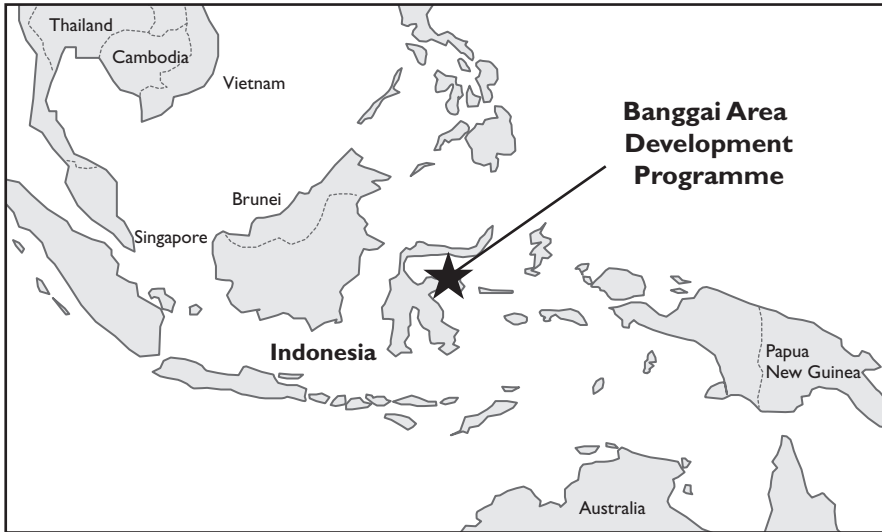 Thailand
Cambodia
Vietnam
Banggai Area
Development
Programme
Brunei
Singapore
Indonesia
Papua
New Guinea
Australia